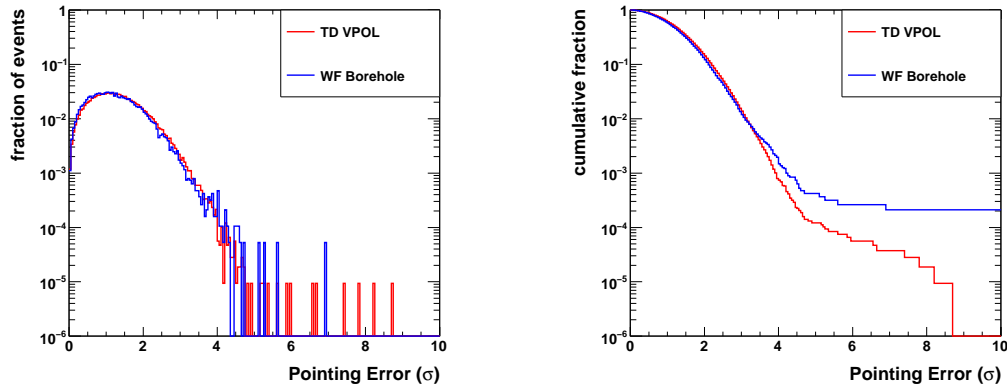 fraction of events
1
10⁻¹
10⁻²
10⁻³
10⁻⁴
10⁻⁵
10⁻⁶
0 2 4 6 8 10
Pointing Error (σ)
TD VPOL
WF Borehole
cumulative fraction
1
10⁻¹
10⁻²
10⁻³
10⁻⁴
10⁻⁵
10⁻⁶
0 2 4 6 8 10
Pointing Error (σ)
TD VPOL
WF Borehole